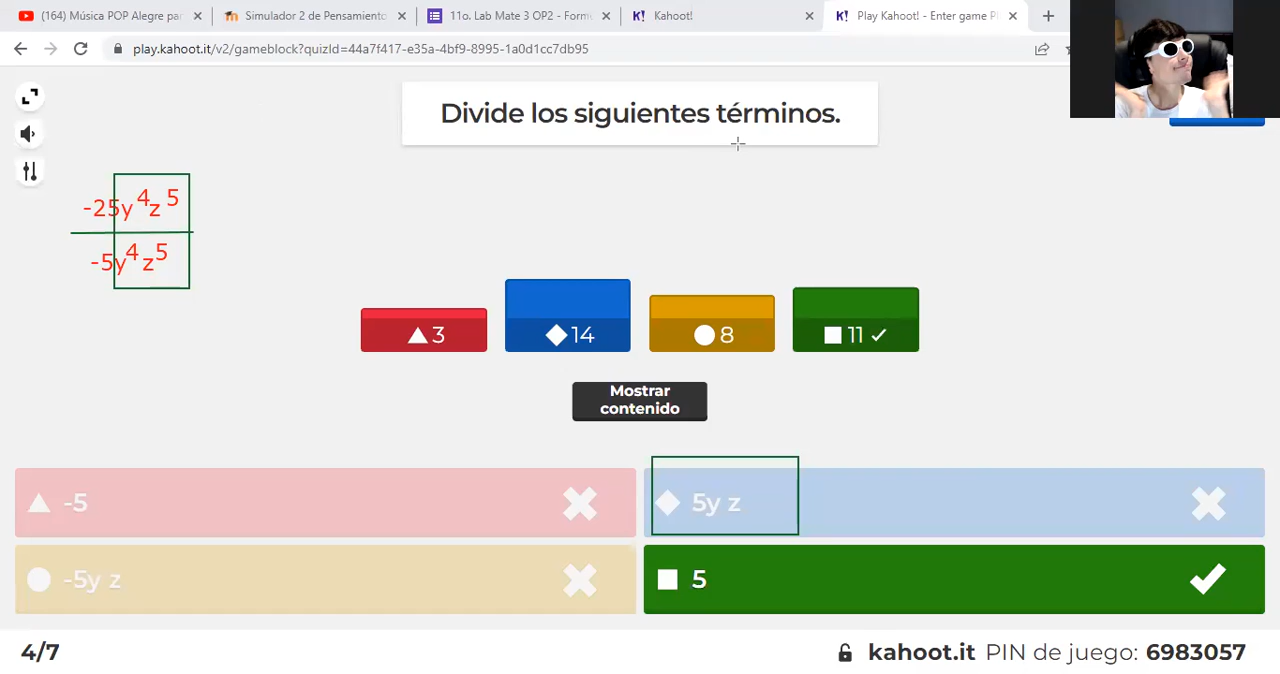 (164) Música POP Alegre par
Simulador 2 de Pensamiento
11o. Lab Mate 3 OP2 - Form
K! Kahoot!
K! Play Kahoot! - Enter game P
play.kahoot.it/v2/gameblock?quizId=44a7f417-e35a-4bf9-8995-1a0d1cc7db95
Divide los siguientes términos.
-25y⁴z⁵
-5y⁴z⁵
3
14
8
11
Mostrar
contenido
-5
5y z
-5y z
5
4/7
kahoot.it PIN de juego: 6983057